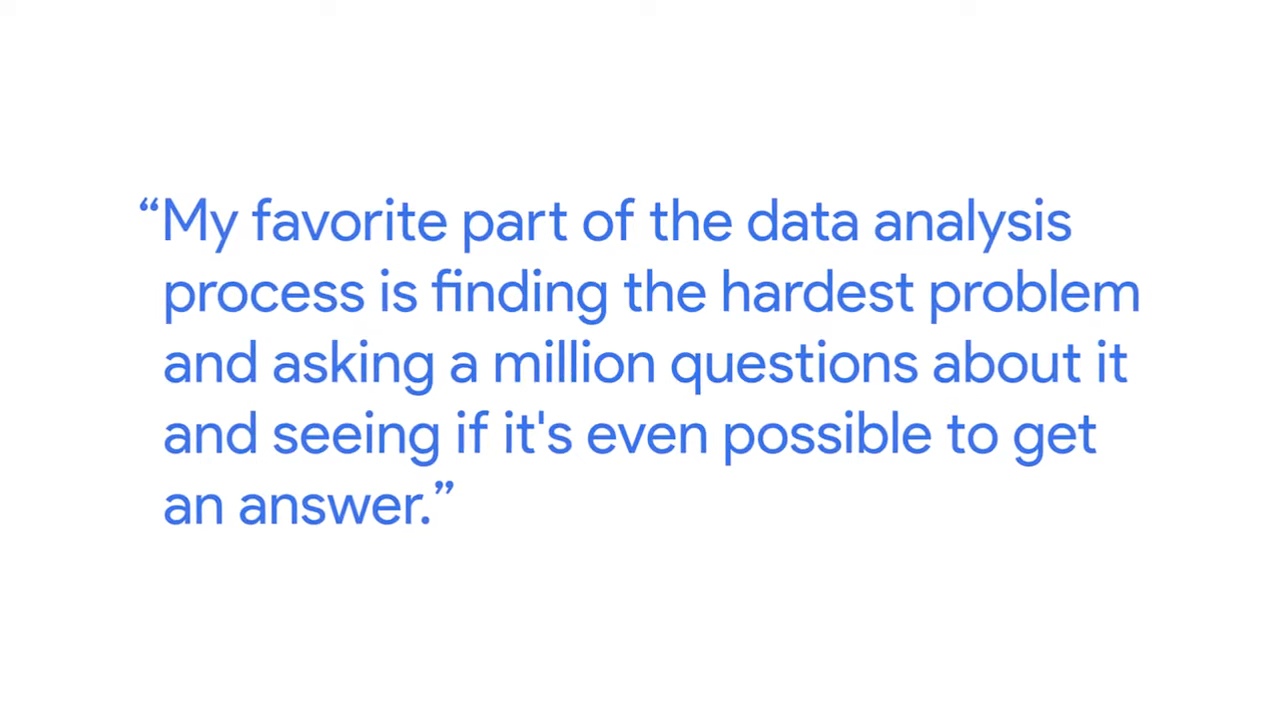 “My favorite part of the data analysis
process is finding the hardest problem
and asking a million questions about it
and seeing if it's even possible to get
an answer.”